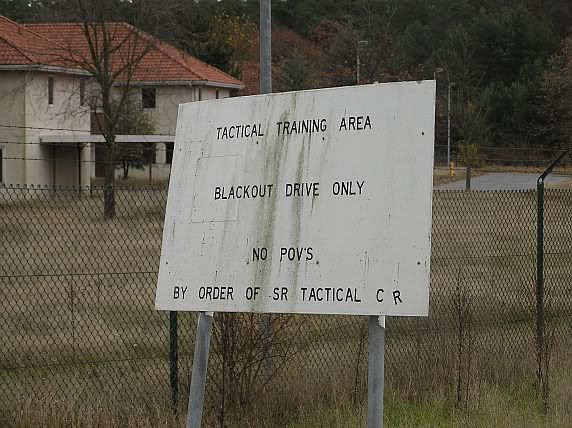 TACTICAL TRAINING AREA
BLACKOUT DRIVE ONLY
NO POV'S
BY ORDER OF SR TACTICAL C R